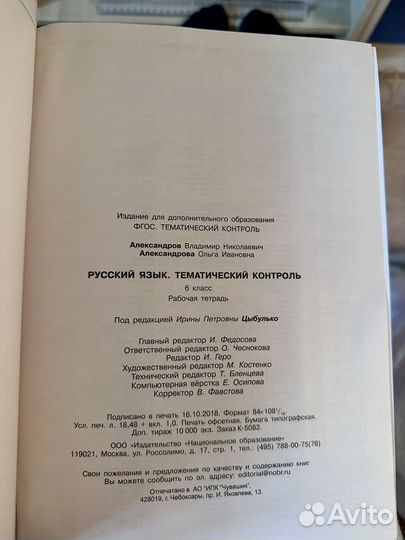 Издание для дополнительного образования
ФГОС. ТЕМАТИЧЕСКИЙ КОНТРОЛЬ
Александров Владимир Николаевич
Александрова Ольга Ивановна
РУССКИЙ ЯЗЫК. ТЕМАТИЧЕСКИЙ КОНТРОЛЬ
6 класс
Рабочая тетрадь
Под редакцией Ирины Петровны Цыбулько
Главный редактор И. Федосова
Ответственный редактор О. Чеснокова
Редактор И. Геро
Художественный редактор М. Костенко
Технический редактор Т. Бленцева
Компьютерная вёрстка Е. Осипова
Корректор В. Фавстова
Подписано в печать 16.10.2018. Формат 84×108 1/16.
Усл. печ. л. 18,48 + вкл. 1,0. Печать офсетная. Бумага типографская.
Доп. тираж 10 000 экз. Заказ К-5082.
ООО «Издательство «Национальное образование»
119021, Москва, ул. Россолимо, д. 17, стр. 1, тел.: (495) 788-00-75(76)
Свои пожелания и предложения по качеству и содержанию книг
Вы можете сообщить по эл. адресу: editorial@nobr.ru
Отпечатано в АО "ИПК "Чувашия",
428019, г. Чебоксары, пр. И. Яковлева, 13.
Avito